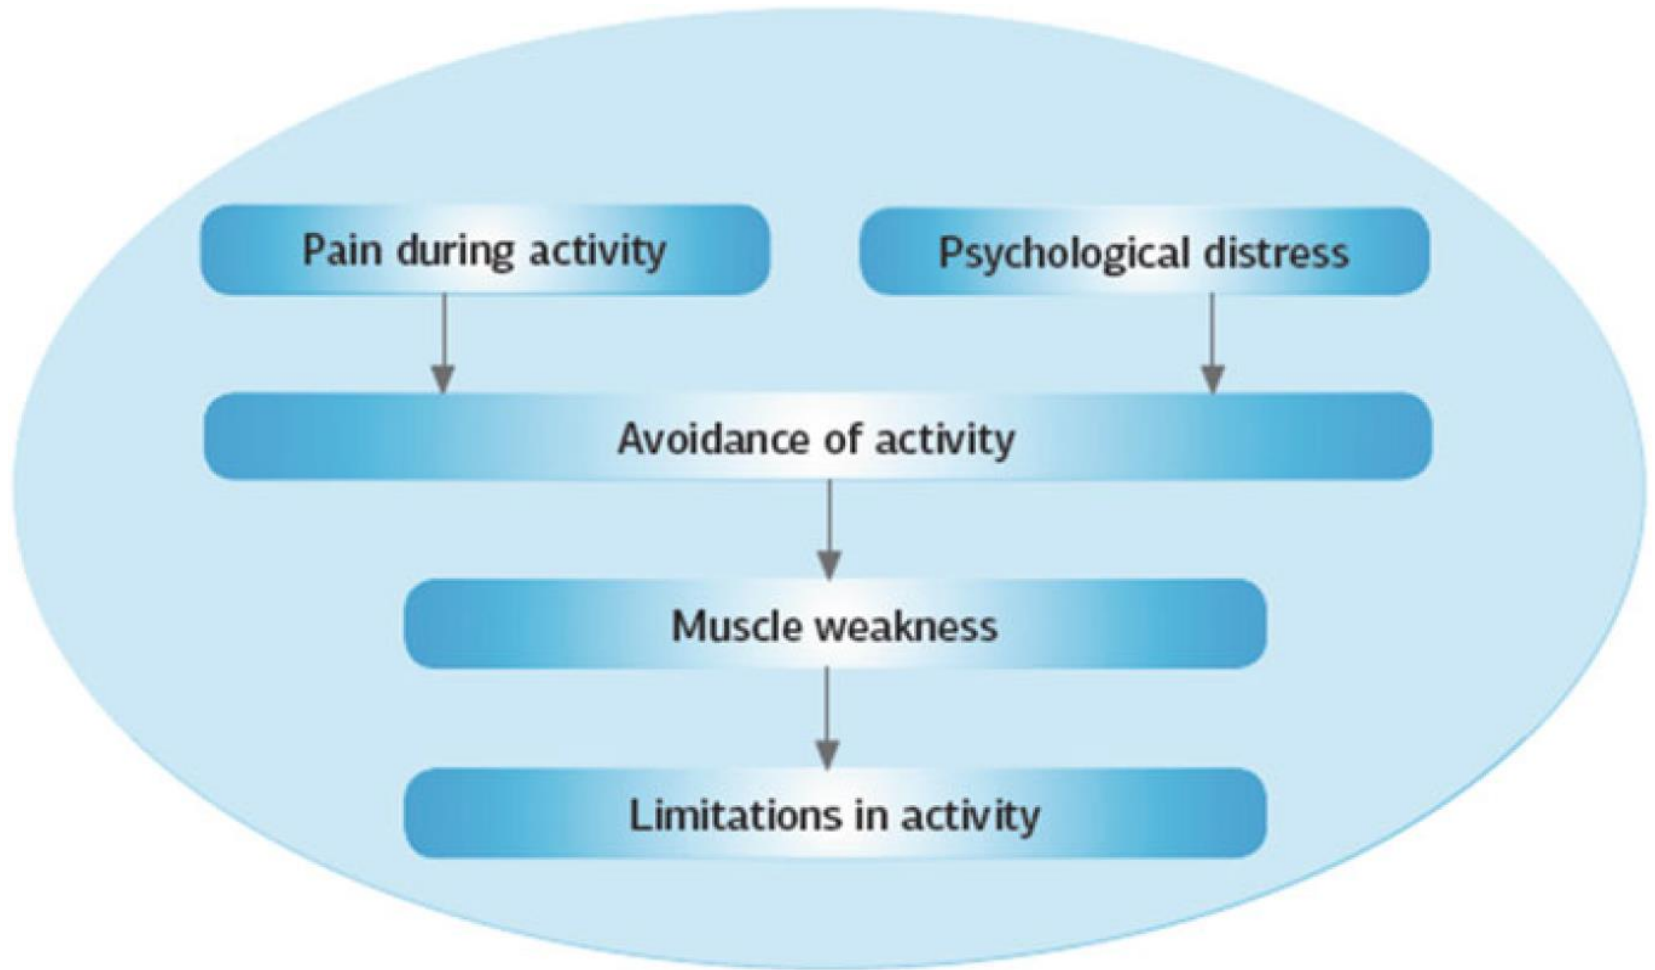 Pain during activity
Psychological distress
Avoidance of activity
Muscle weakness
Limitations in activity